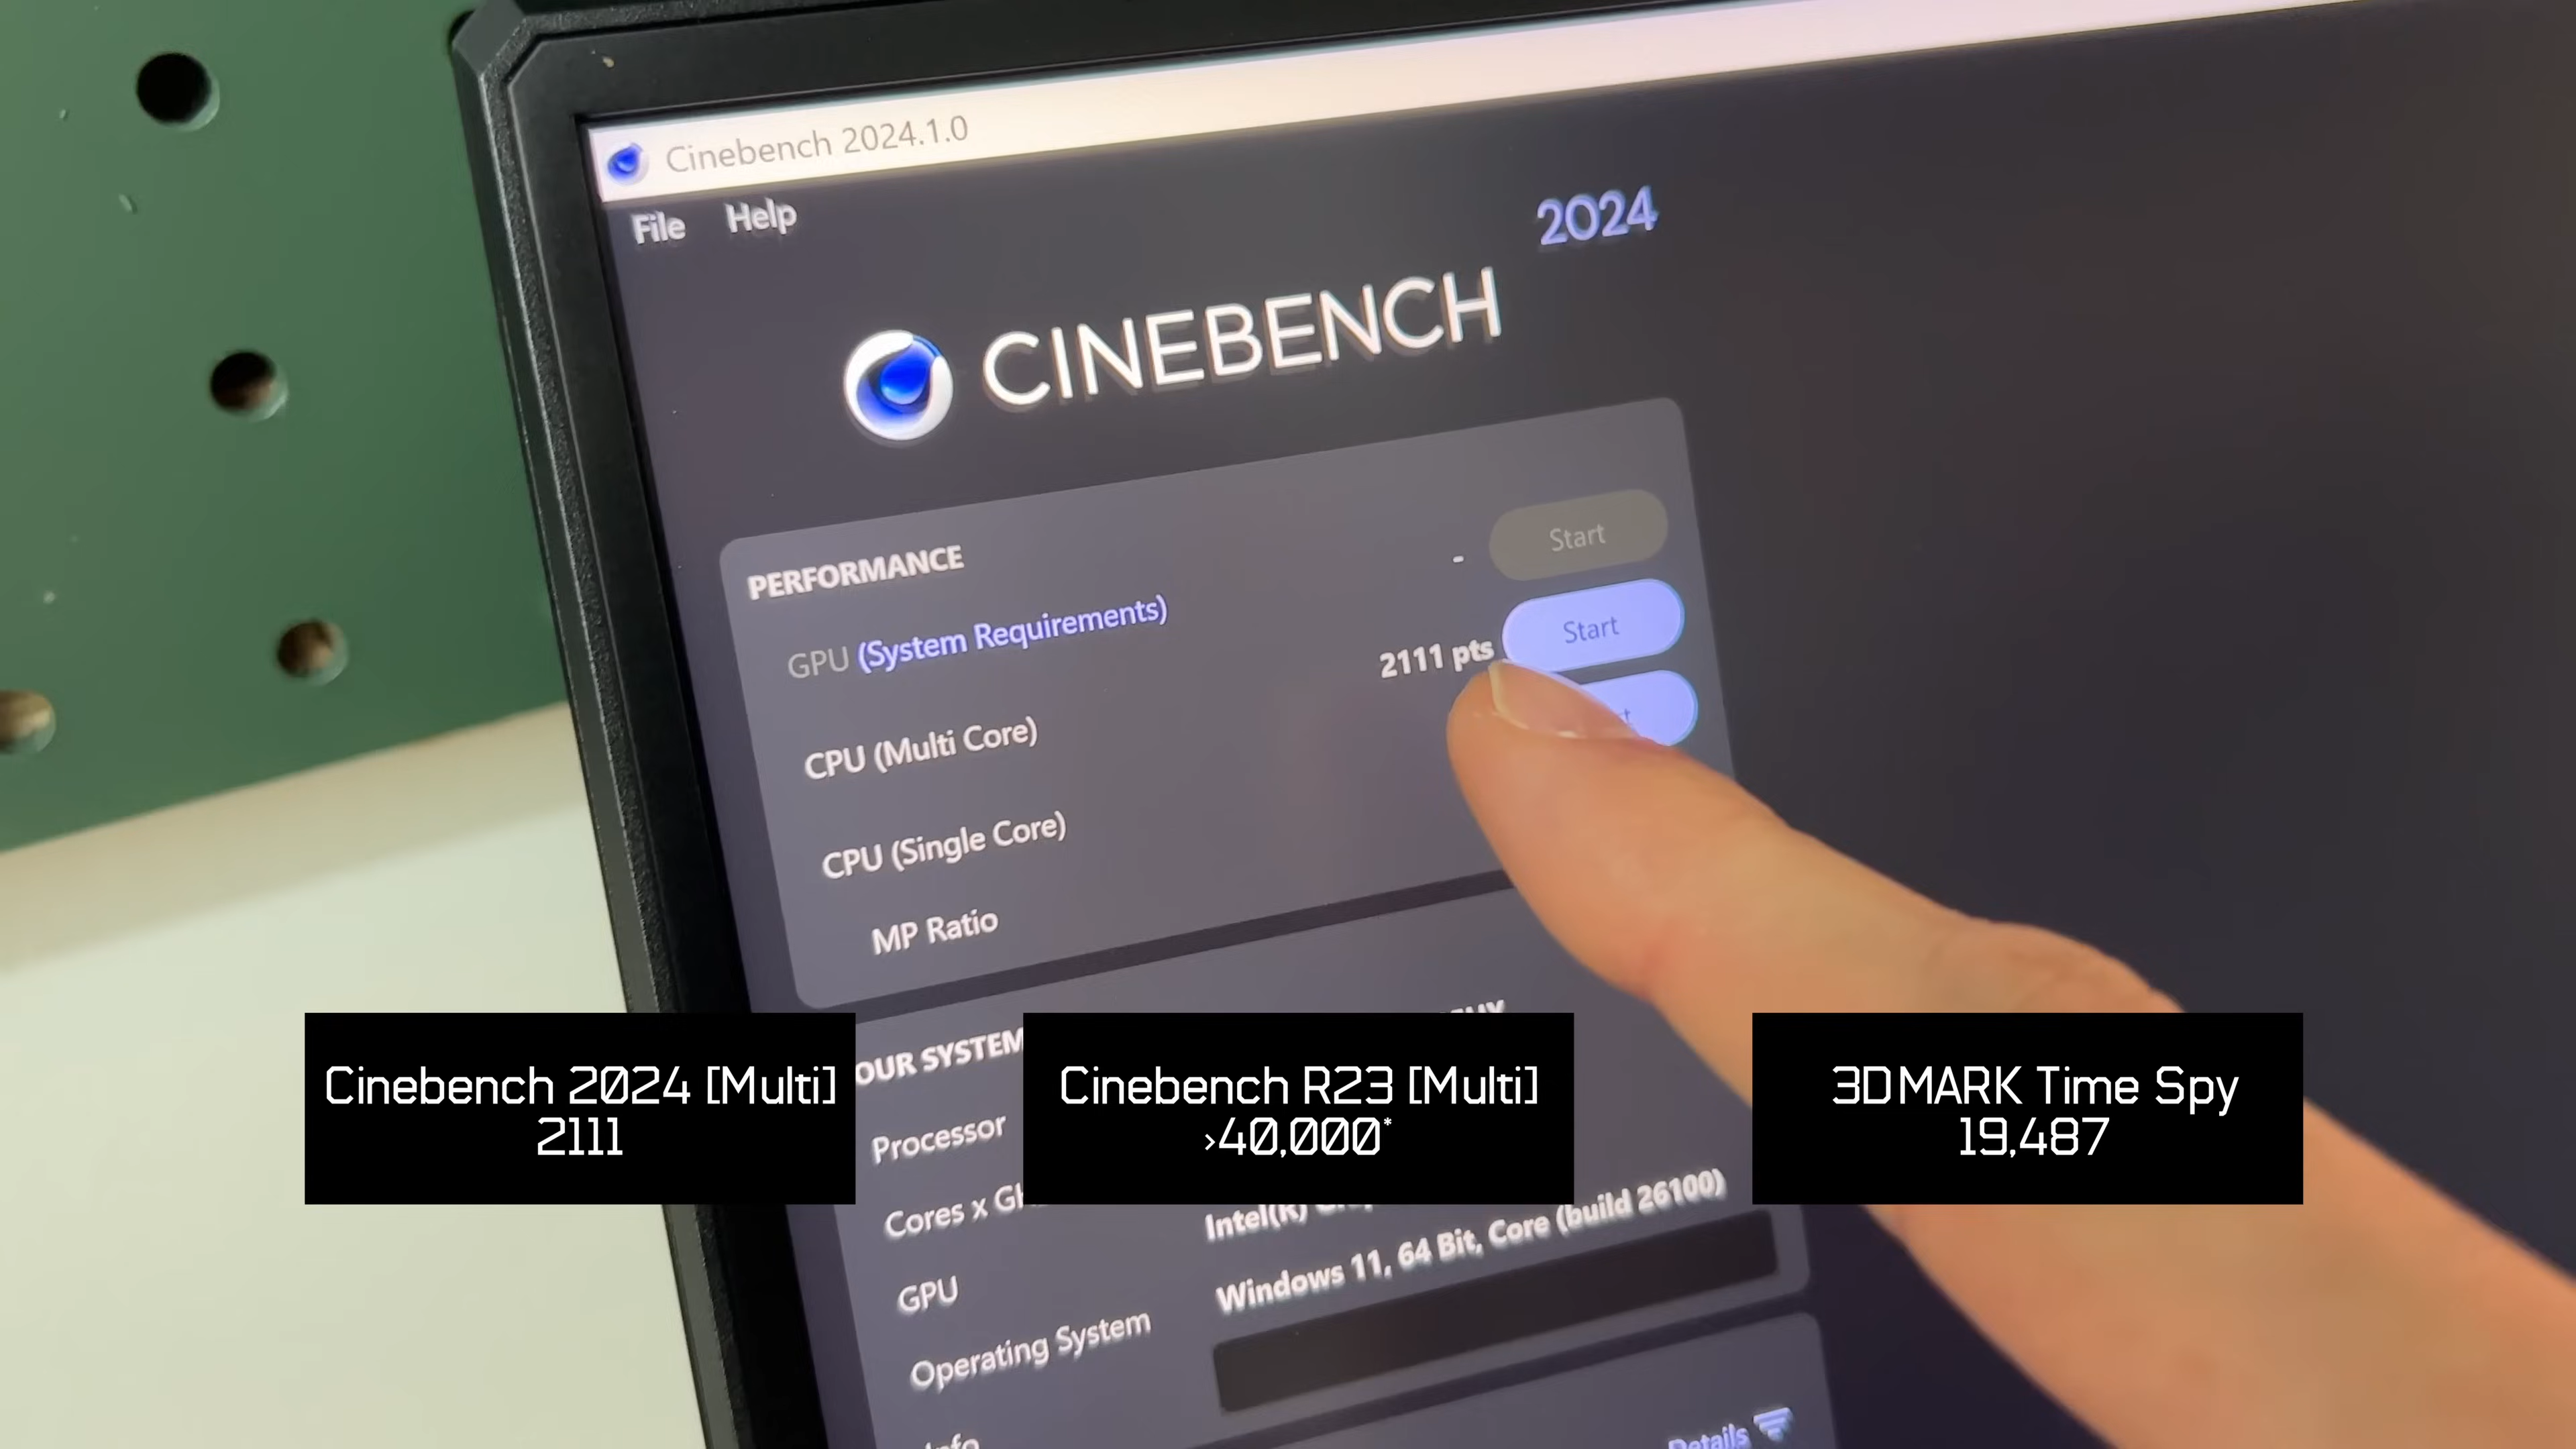 Cinebench 2024.1.0
File Help
2024
CINEBENCH
PERFORMANCE
GPU (System Requirements) - Start
CPU (Multi Core) 2111 pts Start
CPU (Single Core)
MP Ratio
OUR SYSTEM
Processor
Cores x
GPU Intel(R)
Operating System Windows 11, 64 Bit, Core (build 26100)
Details
Cinebench 2024 [Multi]
2111
Cinebench R23 [Multi]
>40,000*
3DMARK Time Spy
19,487